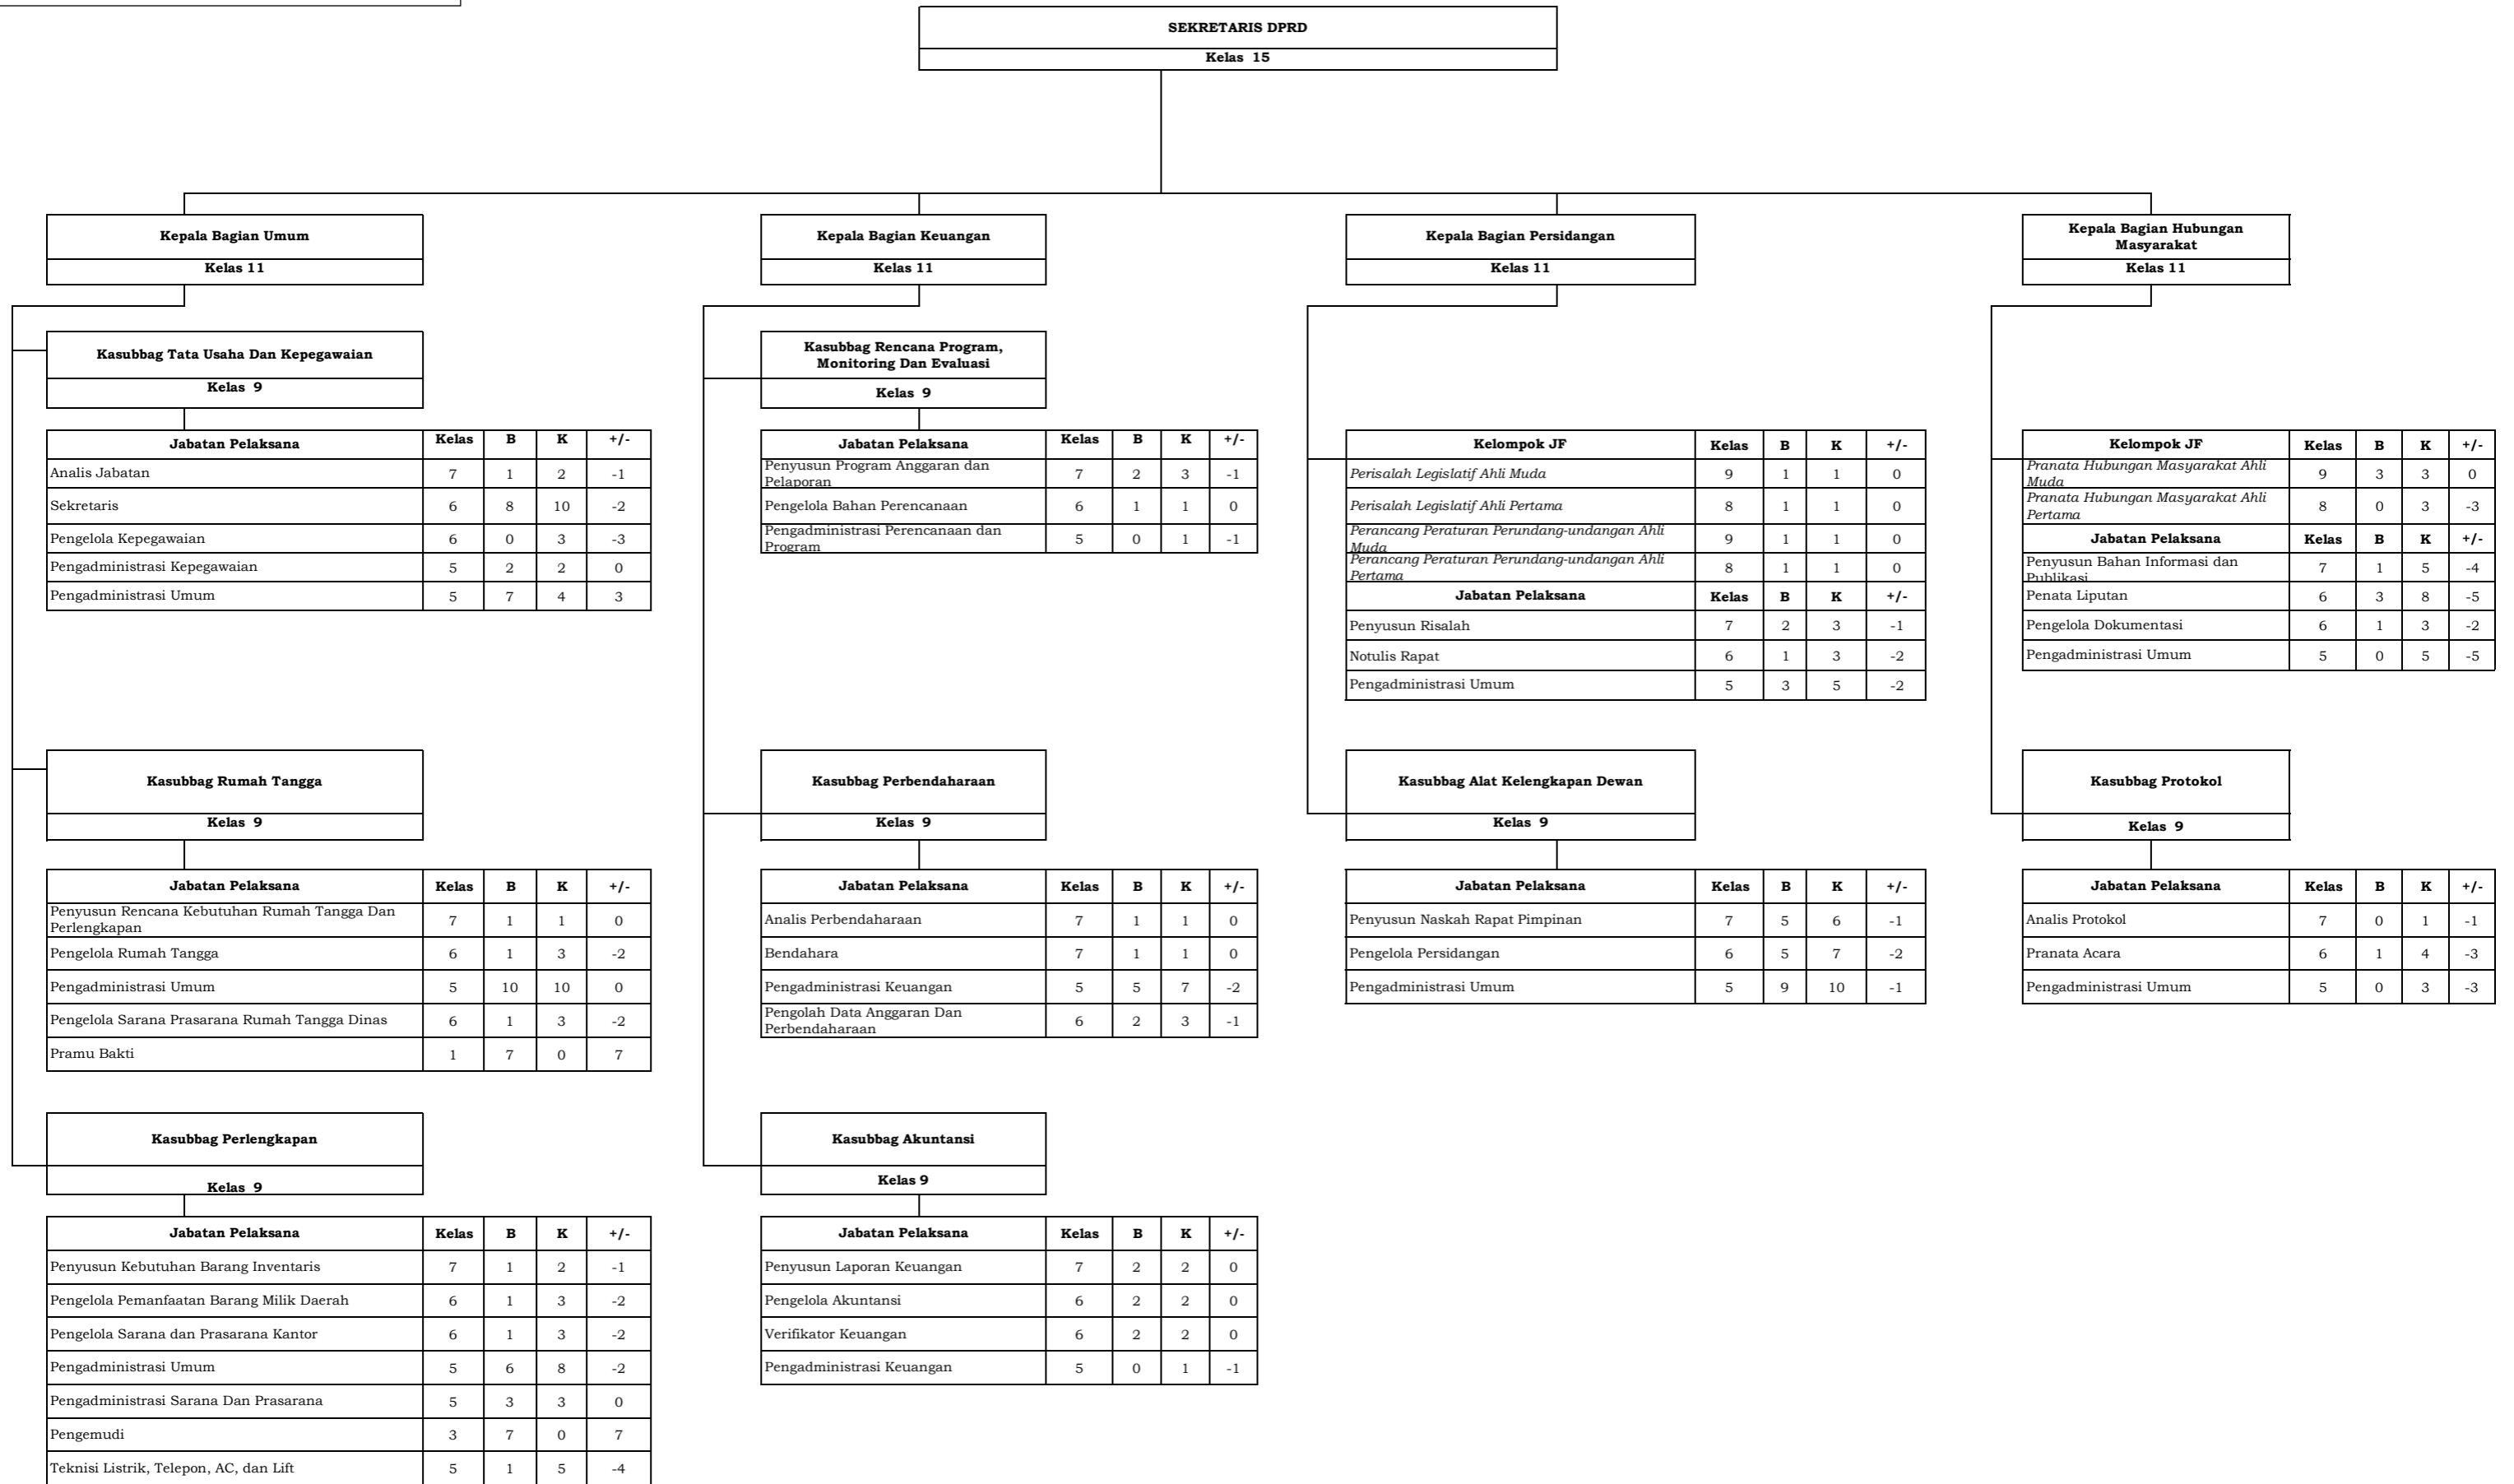 SEKRETARIS DPRD
Kelas 15
Kepala Bagian Umum
Kelas 11
Kepala Bagian Keuangan
Kelas 11
Kepala Bagian Persidangan
Kelas 11
Kepala Bagian Hubungan
Masyarakat
Kelas 11
Kasubbag Tata Usaha Dan Kepegawaian
Kelas 9
Jabatan Pelaksana Kelas B K +/-
Analis Jabatan 7 1 2 -1
Sekretaris 6 8 10 -2
Pengelola Kepegawaian 6 0 3 -3
Pengadministrasi Kepegawaian 5 2 2 0
Pengadministrasi Umum 5 7 4 3
Kasubbag Rencana Program,
Monitoring Dan Evaluasi
Kelas 9
Jabatan Pelaksana Kelas B K +/-
Penyusun Program Anggaran dan
Pelaporan 7 2 3 -1
Pengelola Bahan Perencanaan 6 1 1 0
Pengadministrasi Perencanaan dan
Program 5 0 1 -1
Kelompok JF Kelas B K +/-
Perisalah Legislatif Ahli Muda 9 1 1 0
Perisalah Legislatif Ahli Pertama 8 1 1 0
Perancang Peraturan Perundang-undangan Ahli
Muda 9 1 1 0
Perancang Peraturan Perundang-undangan Ahli
Pertama 8 1 1 0
Jabatan Pelaksana Kelas B K +/-
Penyusun Risalah 7 2 3 -1
Notulis Rapat 6 1 3 -2
Pengadministrasi Umum 5 3 5 -2
Kelompok JF Kelas B K +/-
Pranata Hubungan Masyarakat Ahli
Muda 9 3 3 0
Pranata Hubungan Masyarakat Ahli
Pertama 8 0 3 -3
Jabatan Pelaksana Kelas B K +/-
Penyusun Bahan Informasi dan
Publikasi 7 1 5 -4
Penata Liputan 6 3 8 -5
Pengelola Dokumentasi 6 1 3 -2
Pengadministrasi Umum 5 0 5 -5
Kasubbag Rumah Tangga
Kelas 9
Jabatan Pelaksana Kelas B K +/-
Penyusun Rencana Kebutuhan Rumah Tangga Dan
Perlengkapan 7 1 1 0
Pengelola Rumah Tangga 6 1 3 -2
Pengadministrasi Umum 5 10 10 0
Pengelola Sarana Prasarana Rumah Tangga Dinas 6 1 3 -2
Pramu Bakti 1 7 0 7
Kasubbag Perbendaharaan
Kelas 9
Jabatan Pelaksana Kelas B K +/-
Analis Perbendaharaan 7 1 1 0
Bendahara 7 1 1 0
Pengadministrasi Keuangan 5 5 7 -2
Pengolah Data Anggaran Dan
Perbendaharaan 6 2 3 -1
Kasubbag Alat Kelengkapan Dewan
Kelas 9
Jabatan Pelaksana Kelas B K +/-
Penyusun Naskah Rapat Pimpinan 7 5 6 -1
Pengelola Persidangan 6 5 7 -2
Pengadministrasi Umum 5 9 10 -1
Kasubbag Protokol
Kelas 9
Jabatan Pelaksana Kelas B K +/-
Analis Protokol 7 0 1 -1
Pranata Acara 6 1 4 -3
Pengadministrasi Umum 5 0 3 -3
Kasubbag Perlengkapan
Kelas 9
Jabatan Pelaksana Kelas B K +/-
Penyusun Kebutuhan Barang Inventaris 7 1 2 -1
Pengelola Pemanfaatan Barang Milik Daerah 6 1 3 -2
Pengelola Sarana dan Prasarana Kantor 6 1 3 -2
Pengadministrasi Umum 5 6 8 -2
Pengadministrasi Sarana Dan Prasarana 5 3 3 0
Pengemudi 3 7 0 7
Teknisi Listrik, Telepon, AC, dan Lift 5 1 5 -4
Kasubbag Akuntansi
Kelas 9
Jabatan Pelaksana Kelas B K +/-
Penyusun Laporan Keuangan 7 2 2 0
Pengelola Akuntansi 6 2 2 0
Verifikator Keuangan 6 2 2 0
Pengadministrasi Keuangan 5 0 1 -1